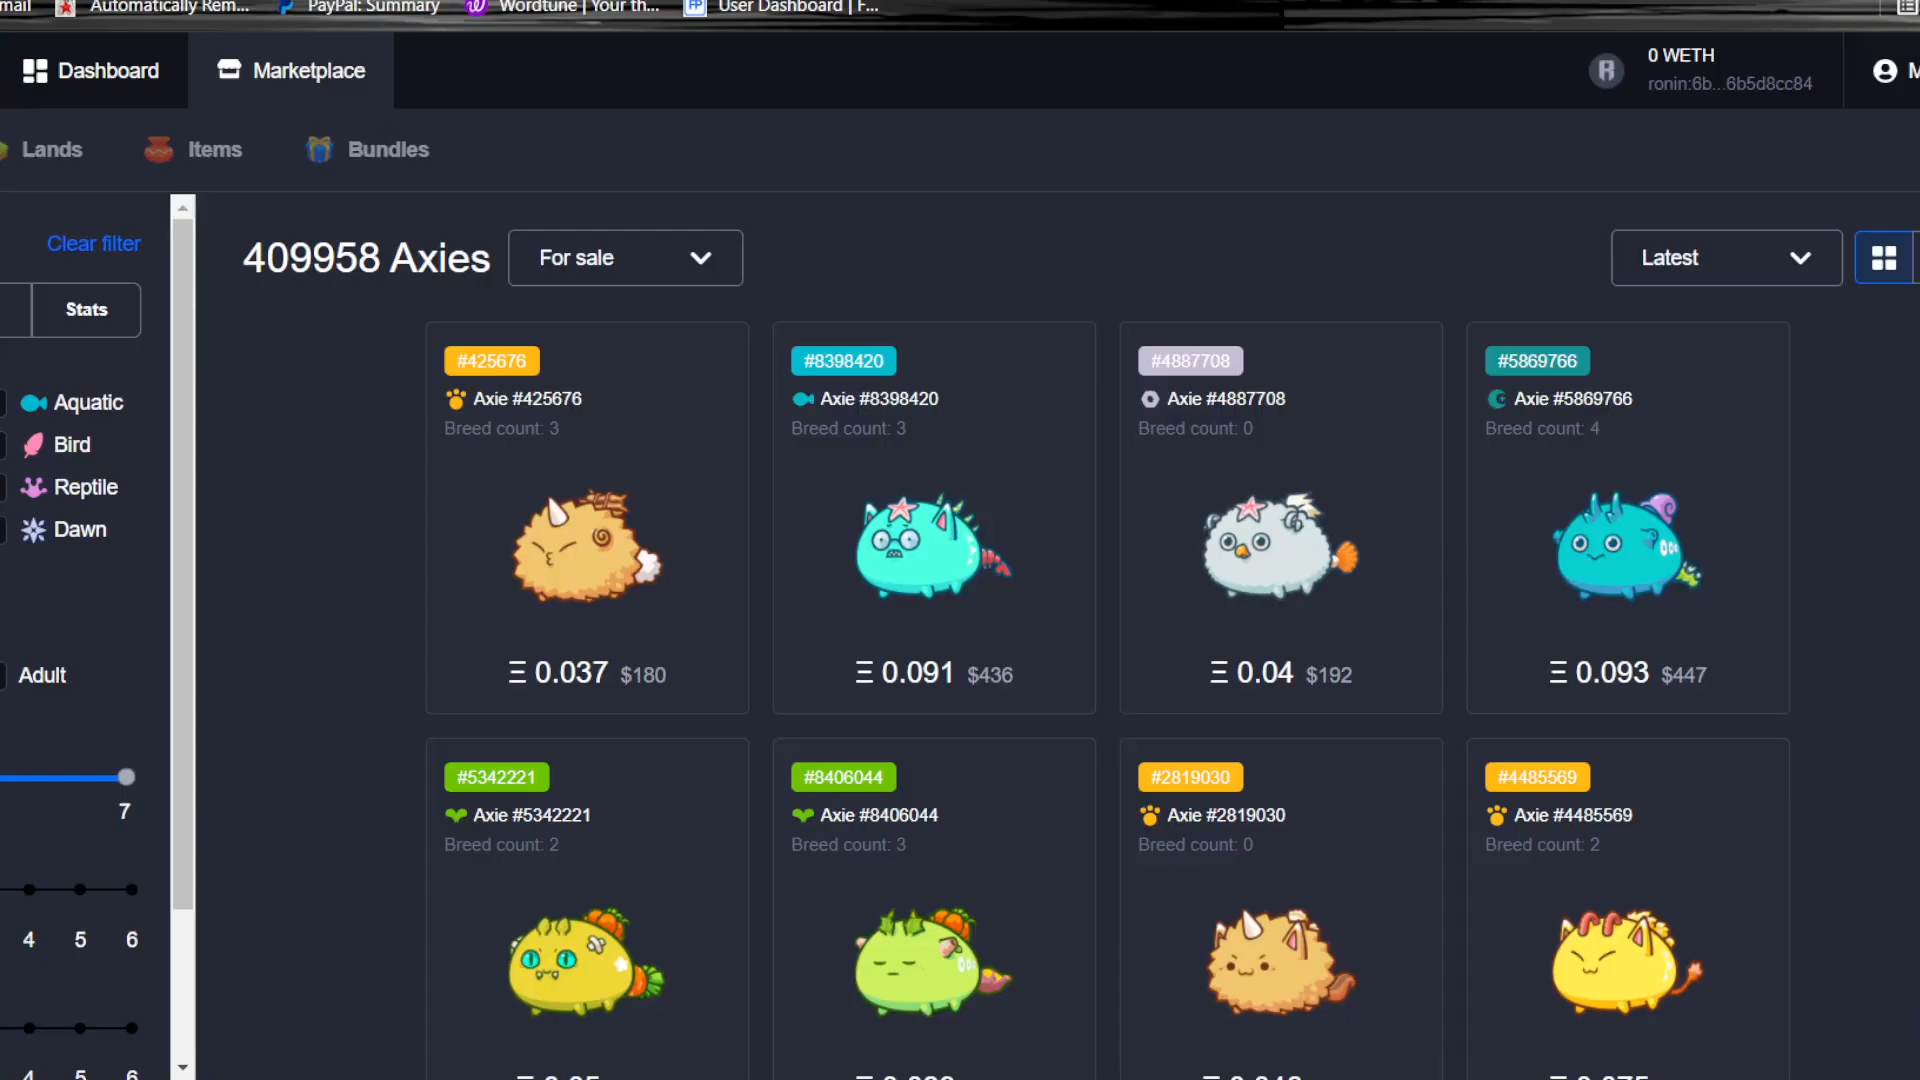 mail Automatically Rem... PayPal: Summary Wordtune | Your th... User Dashboard | F...
Dashboard Marketplace
0 WETH
ronin:6b...6b5d8cc84
Lands Items Bundles
Clear filter
Stats
Aquatic
Bird
Reptile
Dawn
Adult
7
4 5 6
4 5 6
409958 Axies For sale Latest
#425676
Axie #425676
Breed count: 3
Ξ 0.037 $180
#8398420
Axie #8398420
Breed count: 3
Ξ 0.091 $436
#4887708
Axie #4887708
Breed count: 0
Ξ 0.04 $192
#5869766
Axie #5869766
Breed count: 4
Ξ 0.093 $447
#5342221
Axie #5342221
Breed count: 2
#8406044
Axie #8406044
Breed count: 3
#2819030
Axie #2819030
Breed count: 0
#4485569
Axie #4485569
Breed count: 2